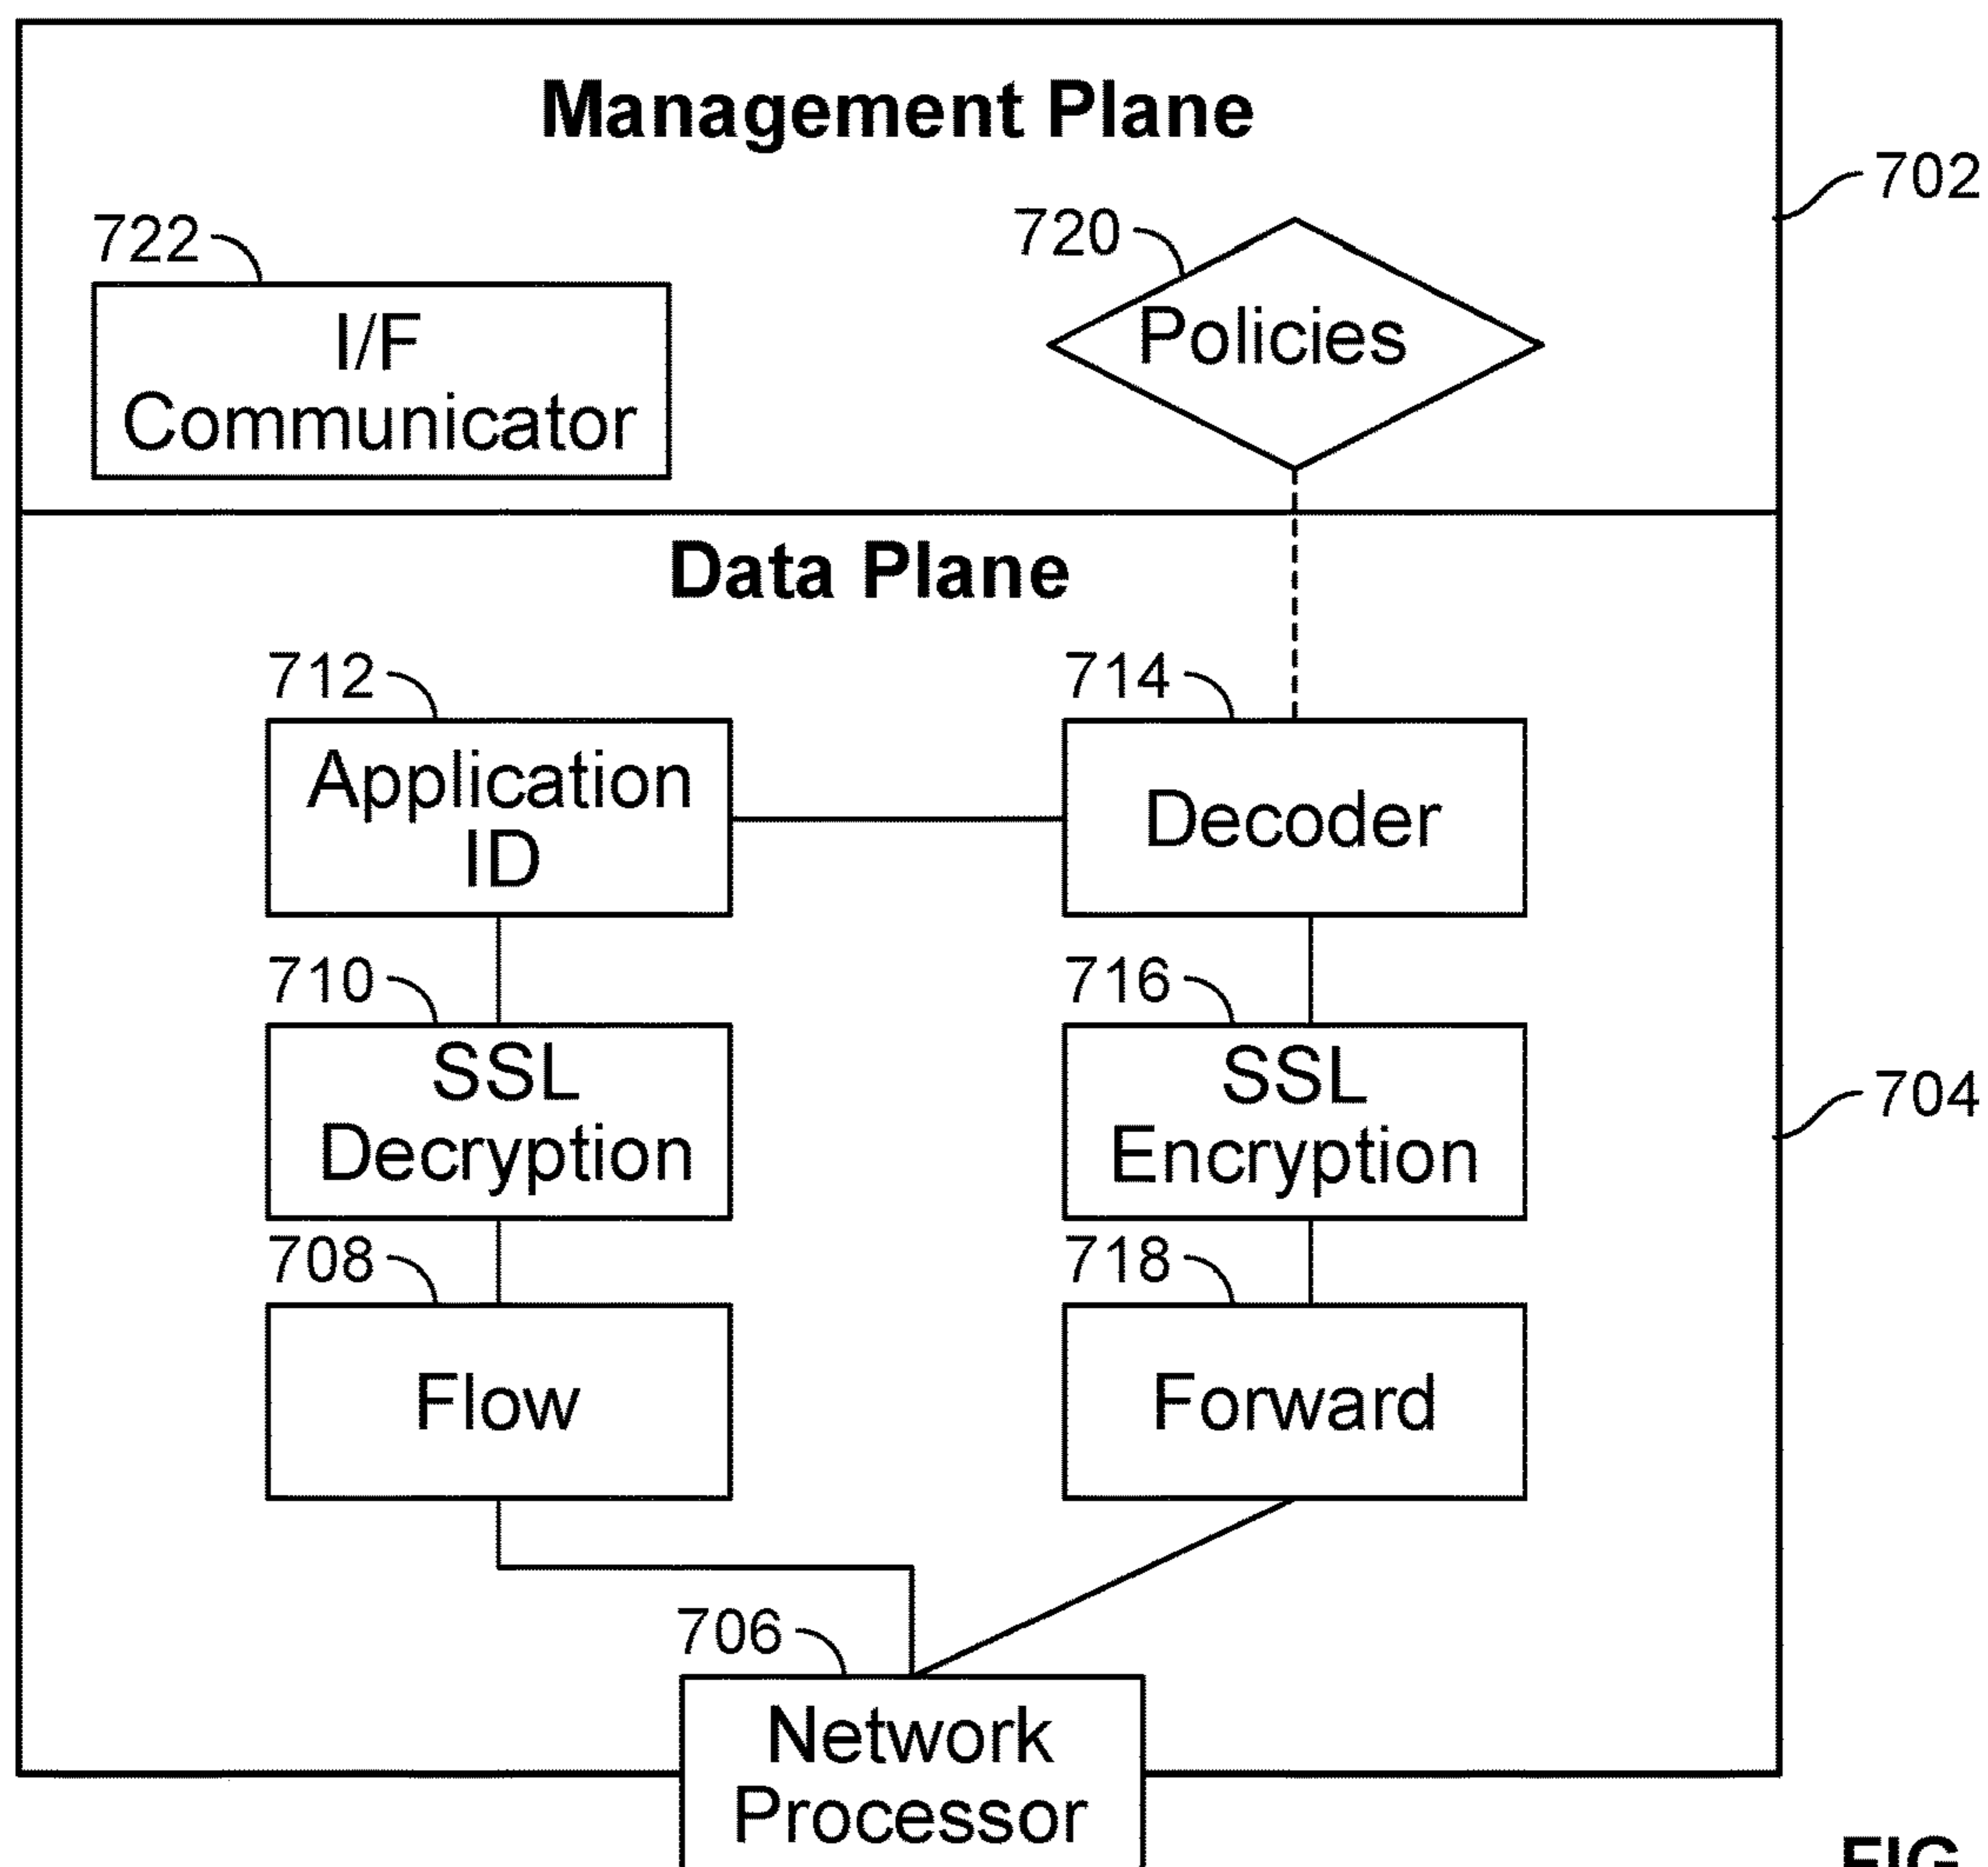 Management Plane
702
722
720
I/F
Communicator
Policies
Data Plane
712
714
Application
ID
Decoder
710
716
SSL
Decryption
SSL
Encryption
704
708
718
Flow
Forward
706
Network
Processor
FIG